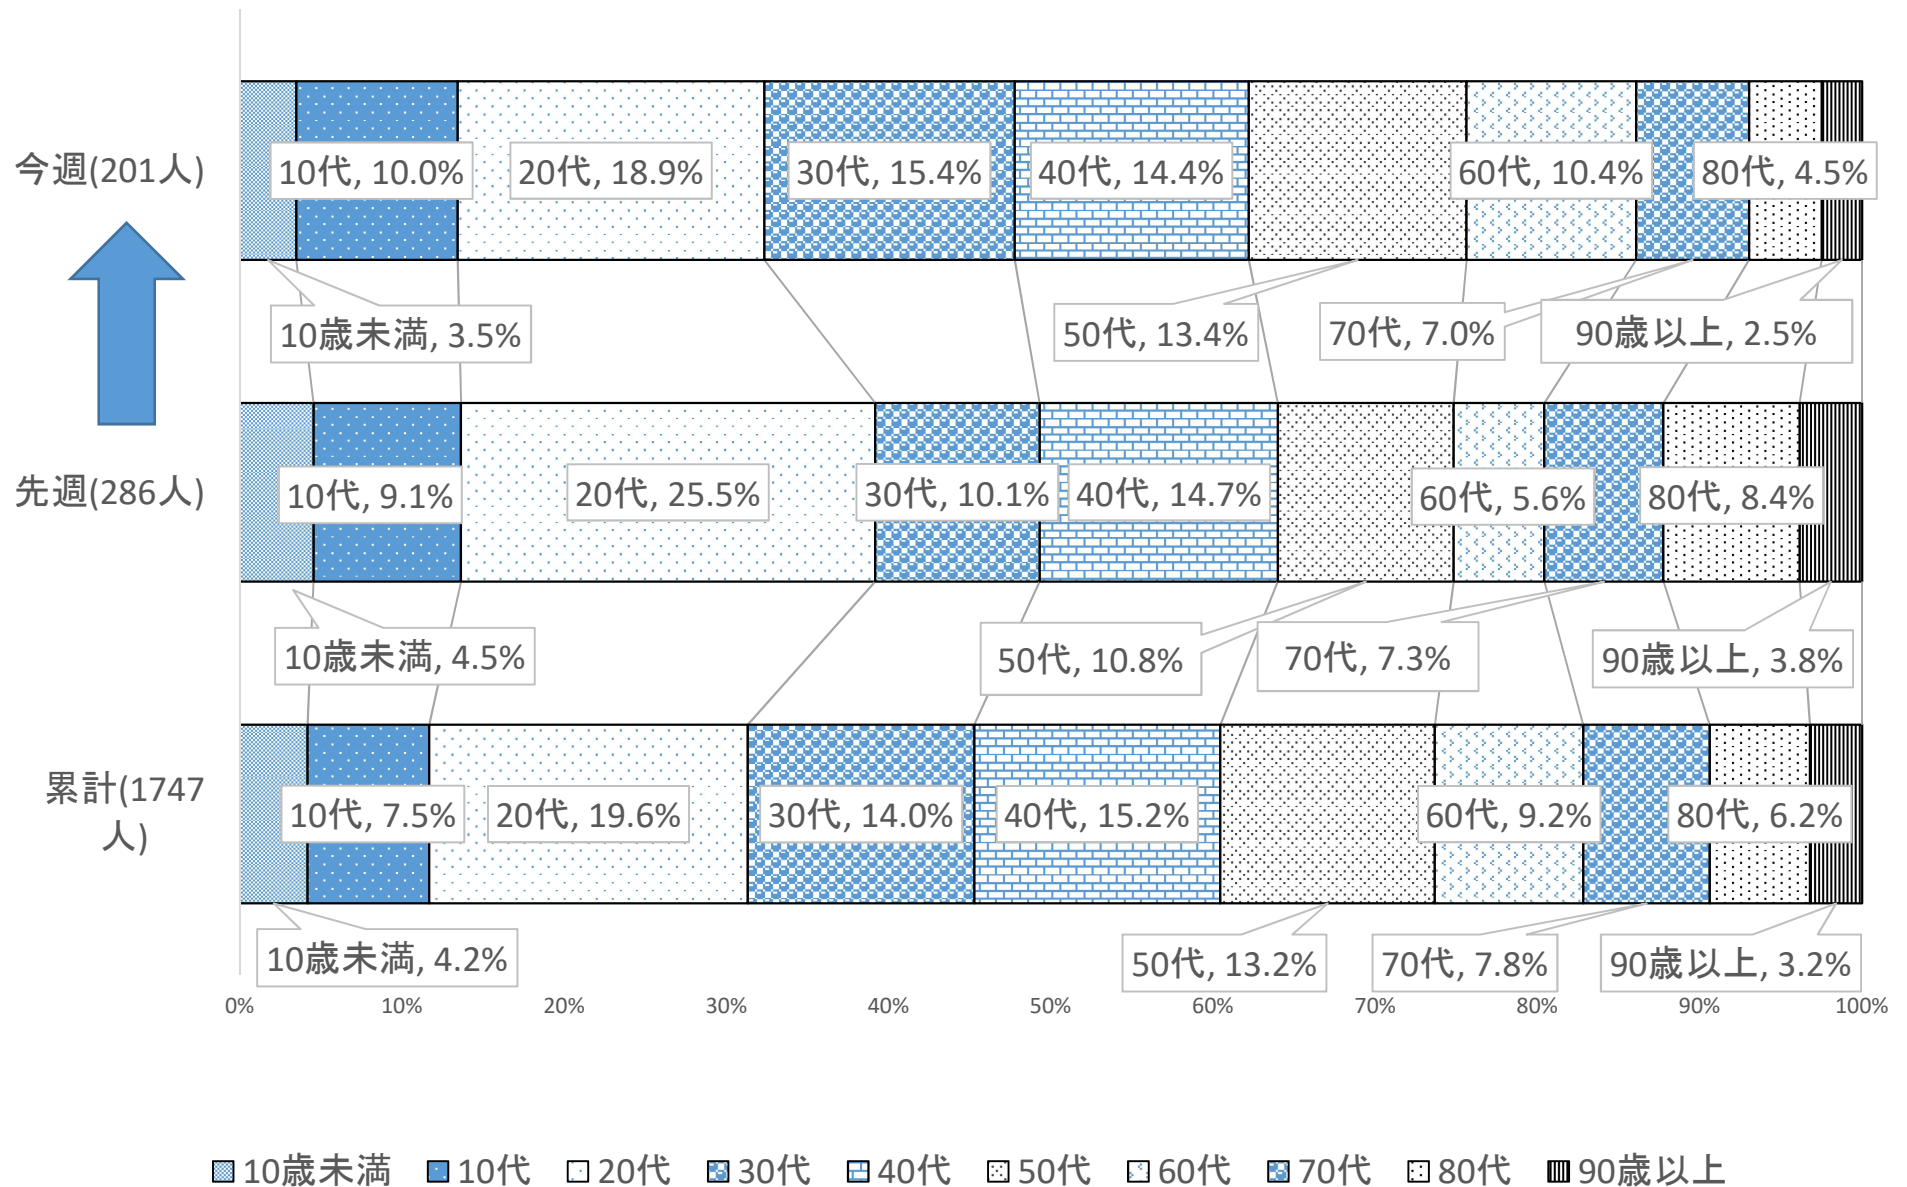 今週(201人)
10代, 10.0%
20代, 18.9%
30代, 15.4%
40代, 14.4%
60代, 10.4%
80代, 4.5%
10歳未満, 3.5%
50代, 13.4%
70代, 7.0%
90歳以上, 2.5%
先週(286人)
10代, 9.1%
20代, 25.5%
30代, 10.1%
40代, 14.7%
60代, 5.6%
80代, 8.4%
10歳未満, 4.5%
50代, 10.8%
70代, 7.3%
90歳以上, 3.8%
累計(1747
人)
10代, 7.5%
20代, 19.6%
30代, 14.0%
40代, 15.2%
60代, 9.2%
80代, 6.2%
10歳未満, 4.2%
50代, 13.2%
70代, 7.8%
90歳以上, 3.2%
0% 10% 20% 30% 40% 50% 60% 70% 80% 90% 100%
10歳未満 10代 20代 30代 40代 50代 60代 70代 80代 90歳以上